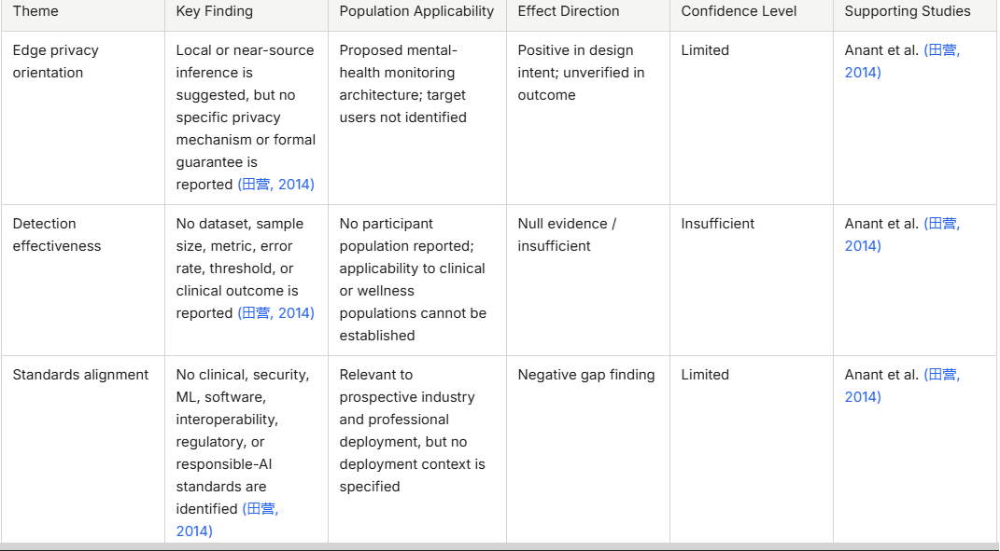 Theme
Key Finding
Population Applicability
Effect Direction
Confidence Level
Supporting Studies
Edge privacy
orientation
Local or near-source
inference is
suggested, but no
specific privacy
mechanism or formal
guarantee is
reported (田营, 2014)
Proposed mental-
health monitoring
architecture; target
users not identified
Positive in design
intent; unverified in
outcome
Limited
Anant et al. (田营,
2014)
Detection
effectiveness
No dataset, sample
size, metric, error
rate, threshold, or
clinical outcome is
reported (田营, 2014)
No participant
population reported;
applicability to clinical
or wellness
populations cannot be
established
Null evidence /
insufficient
Insufficient
Anant et al. (田营,
2014)
Standards alignment
No clinical, security,
ML, software,
interoperability,
regulatory, or
responsible-AI
standards are
identified (田营,
2014)
Relevant to
prospective industry
and professional
deployment, but no
deployment context is
specified
Negative gap finding
Limited
Anant et al. (田营,
2014)